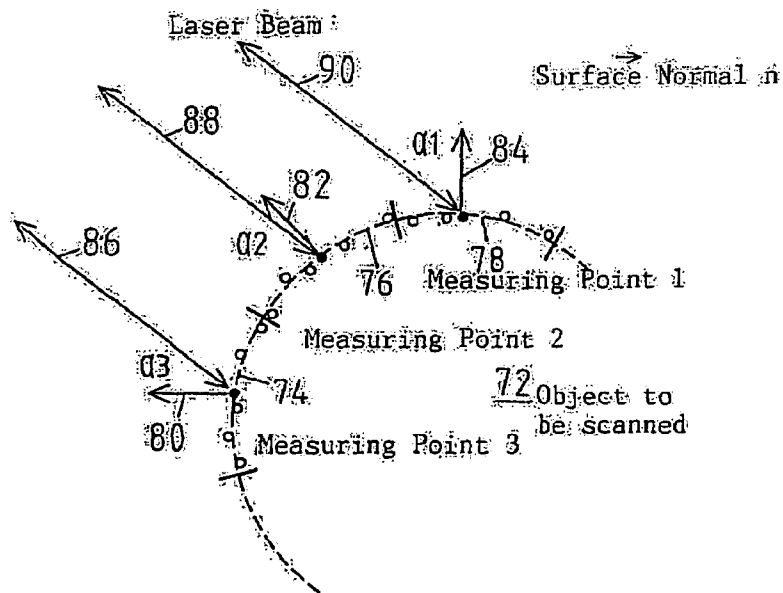 Laser Beam
90
Surface Normal n
88
α1
84
82
86
α2
76
78
Measuring Point 1
Measuring Point 2
α3
74
72 Object to
be scanned
80
Measuring Point 3